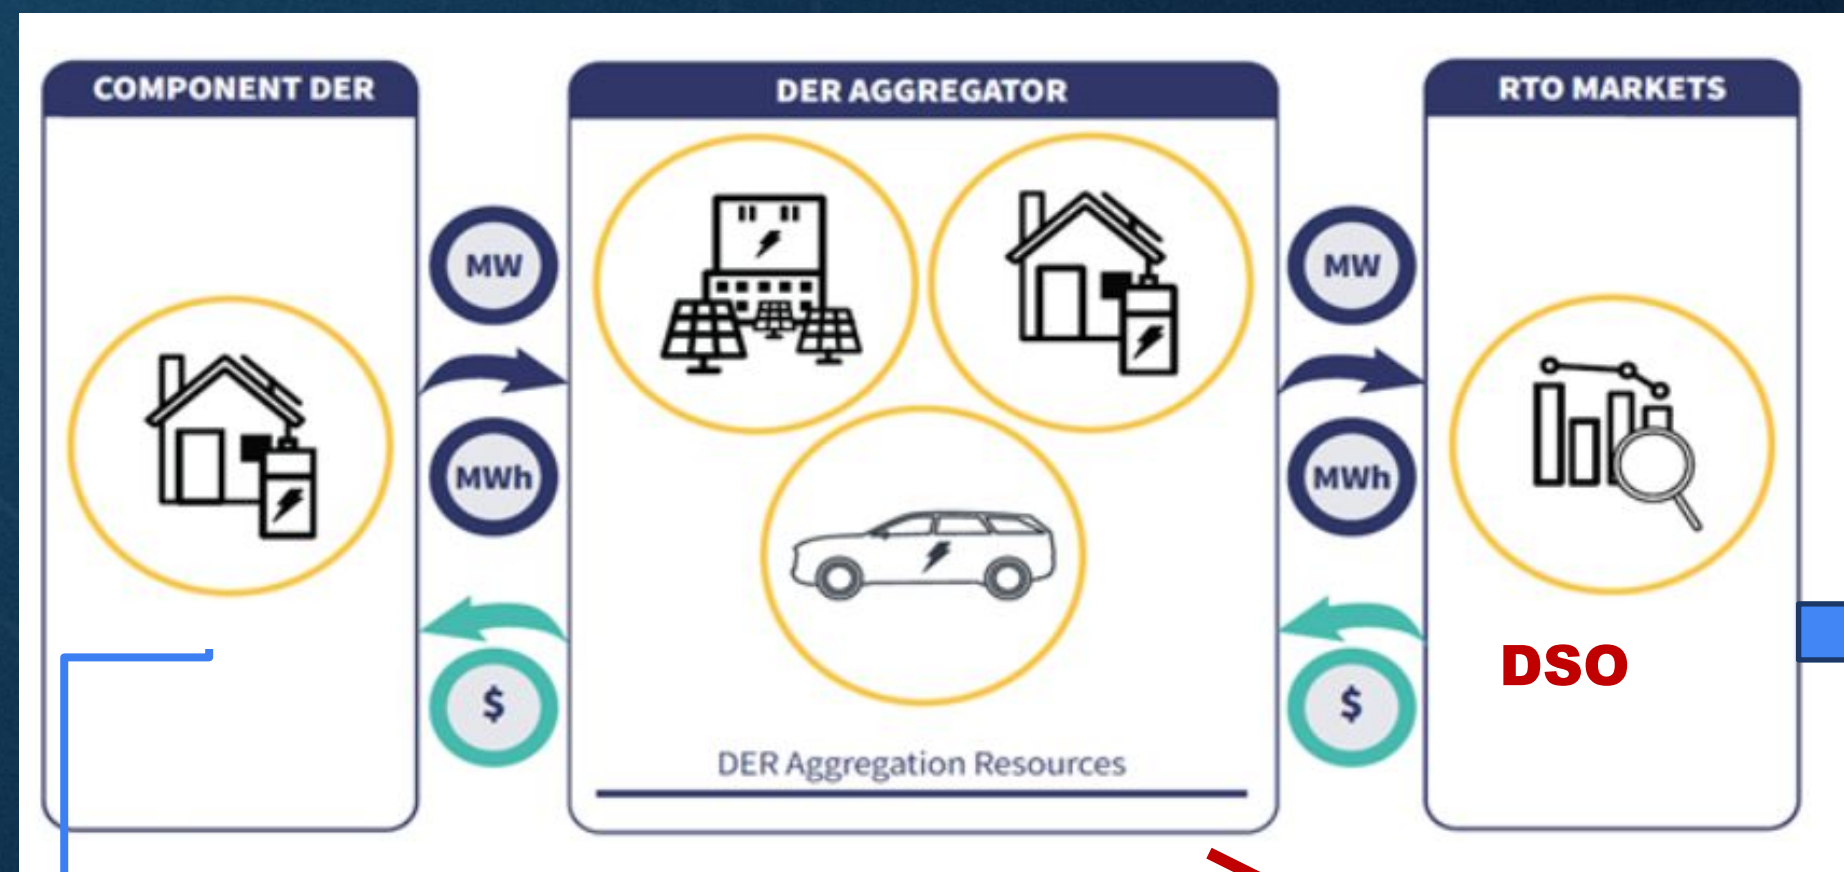 COMPONENT DER
DER AGGREGATOR
RTO MARKETS
MW
MWh
$
MW
MWh
$
DSO
DER Aggregation Resources